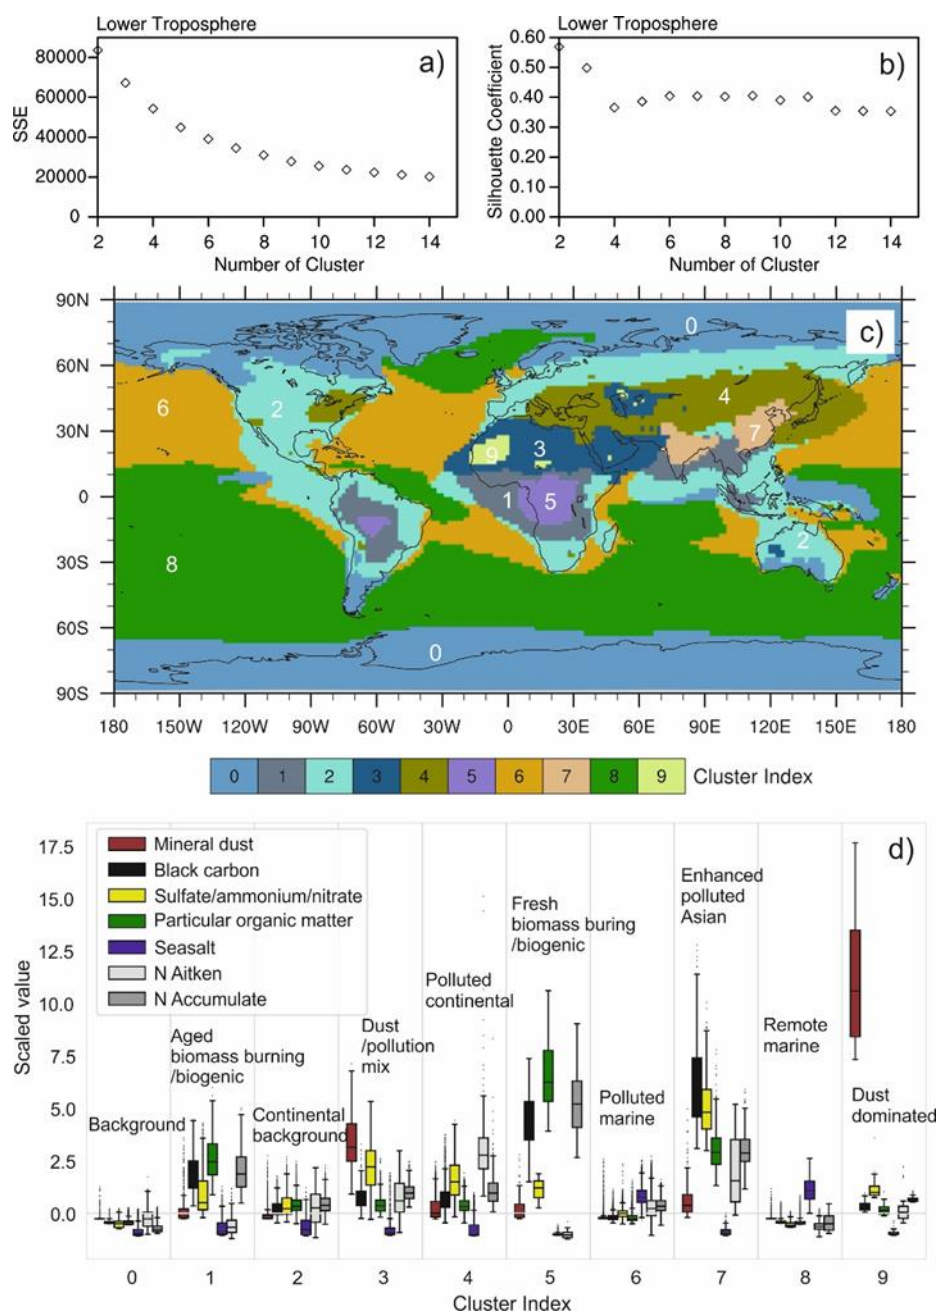 Lower Troposphere
a)
80000
60000
40000
20000
0
SSE
2 4 6 8 10 12 14
Number of Cluster
Lower Troposphere
b)
0.60
0.50
0.40
0.30
0.20
0.10
0.00
Silhouette Coefficient
2 4 6 8 10 12 14
Number of Cluster
90N
60N
30N
0
30S
60S
90S
c)
0
6
2
4
7
3
9
1
5
2
8
0
180 150W 120W 90W 60W 30W 0 30E 60E 90E 120E 150E 180
0 1 2 3 4 5 6 7 8 9 Cluster Index
d)
17.5
15.0
12.5
10.0
7.5
5.0
2.5
0.0
Scaled value
Mineral dust
Black carbon
Sulfate/ammonium/nitrate
Particular organic matter
Seasalt
N Aitken
N Accumulate
Background
Aged
biomass burning
/biogenic
Continental
background
Dust
/pollution
mix
Polluted
continental
Fresh
biomass buring
/biogenic
Polluted
marine
Enhanced
polluted
Asian
Remote
marine
Dust
dominated
0 1 2 3 4 5 6 7 8 9
Cluster Index